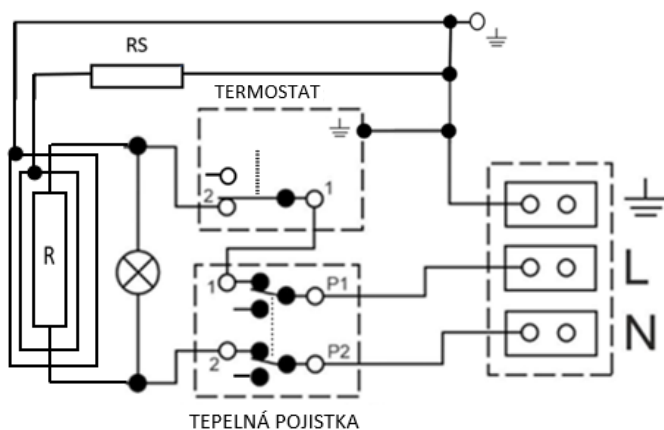 RS
TERMOSTAT
2
1
R
1
P1
L
2
P2
N
TEPELNÁ POJISTKA